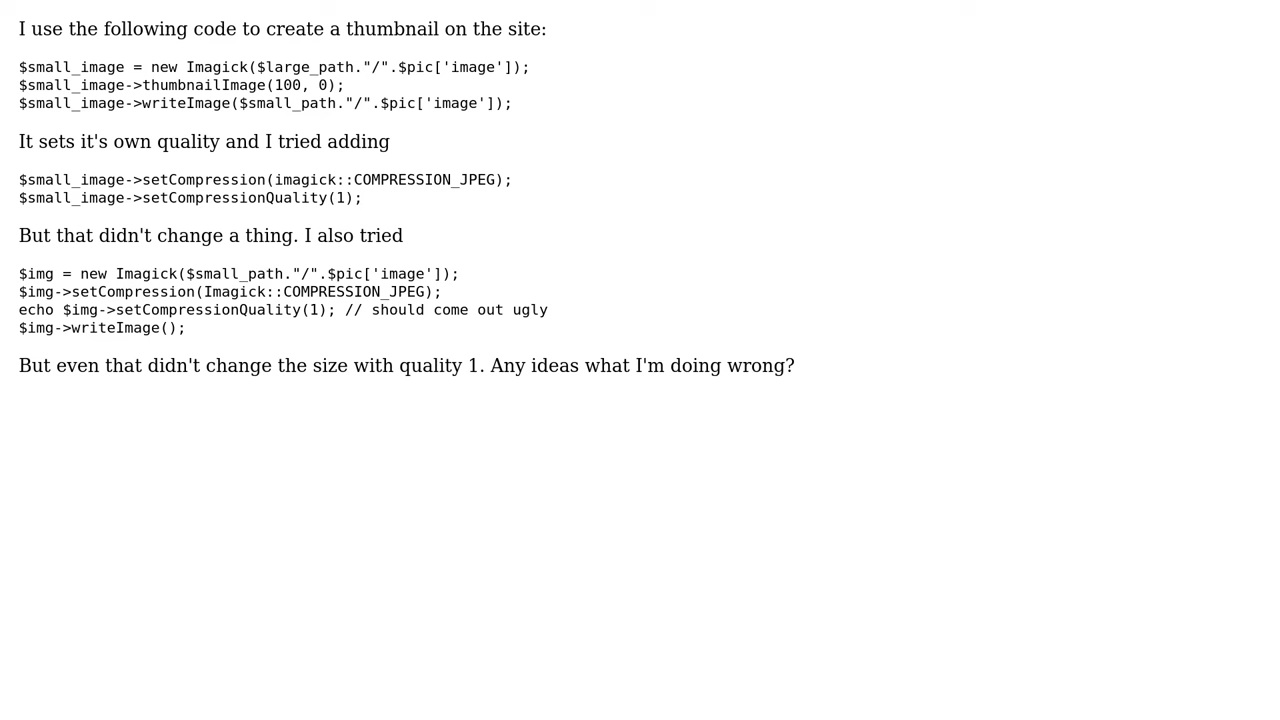 I use the following code to create a thumbnail on the site:
$small_image = new Imagick($large_path."/".$pic['image']);
$small_image->thumbnailImage(100, 0);
$small_image->writeImage($small_path."/".$pic['image']);
It sets it's own quality and I tried adding
$small_image->setCompression(imagick::COMPRESSION_JPEG);
$small_image->setCompressionQuality(1);
But that didn't change a thing. I also tried
$img = new Imagick($small_path."/".$pic['image']);
$img->setCompression(Imagick::COMPRESSION_JPEG);
echo $img->setCompressionQuality(1); // should come out ugly
$img->writeImage();
But even that didn't change the size with quality 1. Any ideas what I'm doing wrong?